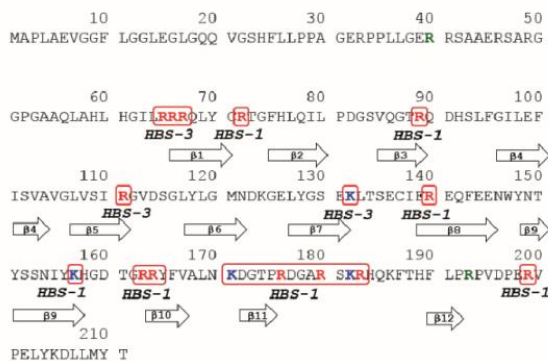 10 20 30 40 50
MAPLAEVGGF LGGLEGLGQQ VGSHFLLPPA GERPPLLGER RSAAERSARG
60 70 80 90 100
GPGAAQLAHL HGILRRRQLY CRTGFHLQIL PDGSVQGTRQ DHSLFGILEF
HBS-3 HBS-1 HBS-1
β1 β2 β3 β4
110 120 130 140 150
ISVAVGLVSI RGVDSGLYLG MNDKGELYGS EKLTSECIFR EQFEENWYNT
HBS-3 HBS-3 HBS-1
β4 β5 β6 β7 β8 β9
160 170 180 190 200
YSSNIYKHGD TGRRYFVALN KDGTPRDGAR SKRHQKFTHF LPRPVDPERV
HBS-1 HBS-1 HBS-1 HBS-1
β9 β10 β11 β12
210
PELYKDLLMY T